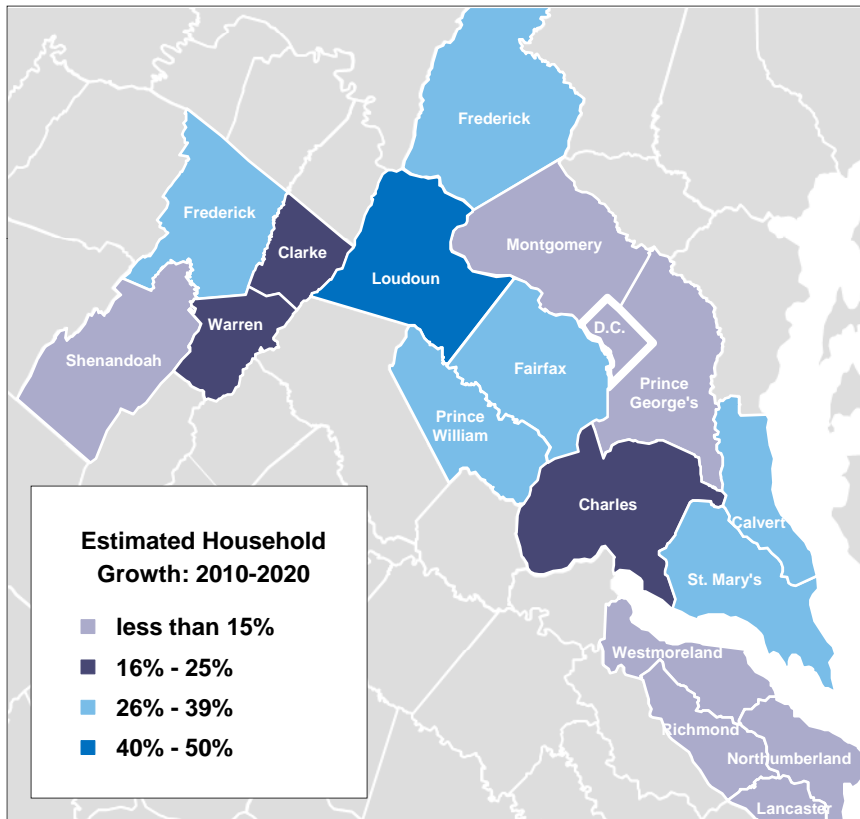 Frederick
Frederick
Clarke
Montgomery
Loudoun
Warren
D.C.
Shenandoah
Fairfax
Prince
George's
Prince
William
Charles
Calvert
St. Mary's
Westmoreland
Richmond
Northumberland
Lancaster
Estimated Household
Growth: 2010-2020
less than 15%
16% - 25%
26% - 39%
40% - 50%